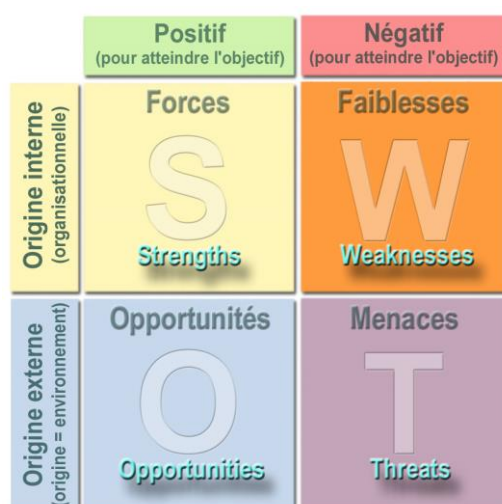 Positif
(pour atteindre l'objectif)
Négatif
(pour atteindre l'objectif)
Origine interne
(organisationnelle)
Forces
S
Strengths
Faiblesses
W
Weaknesses
Origine externe
(origine = environnement)
Opportunités
O
Opportunities
Menaces
T
Threats